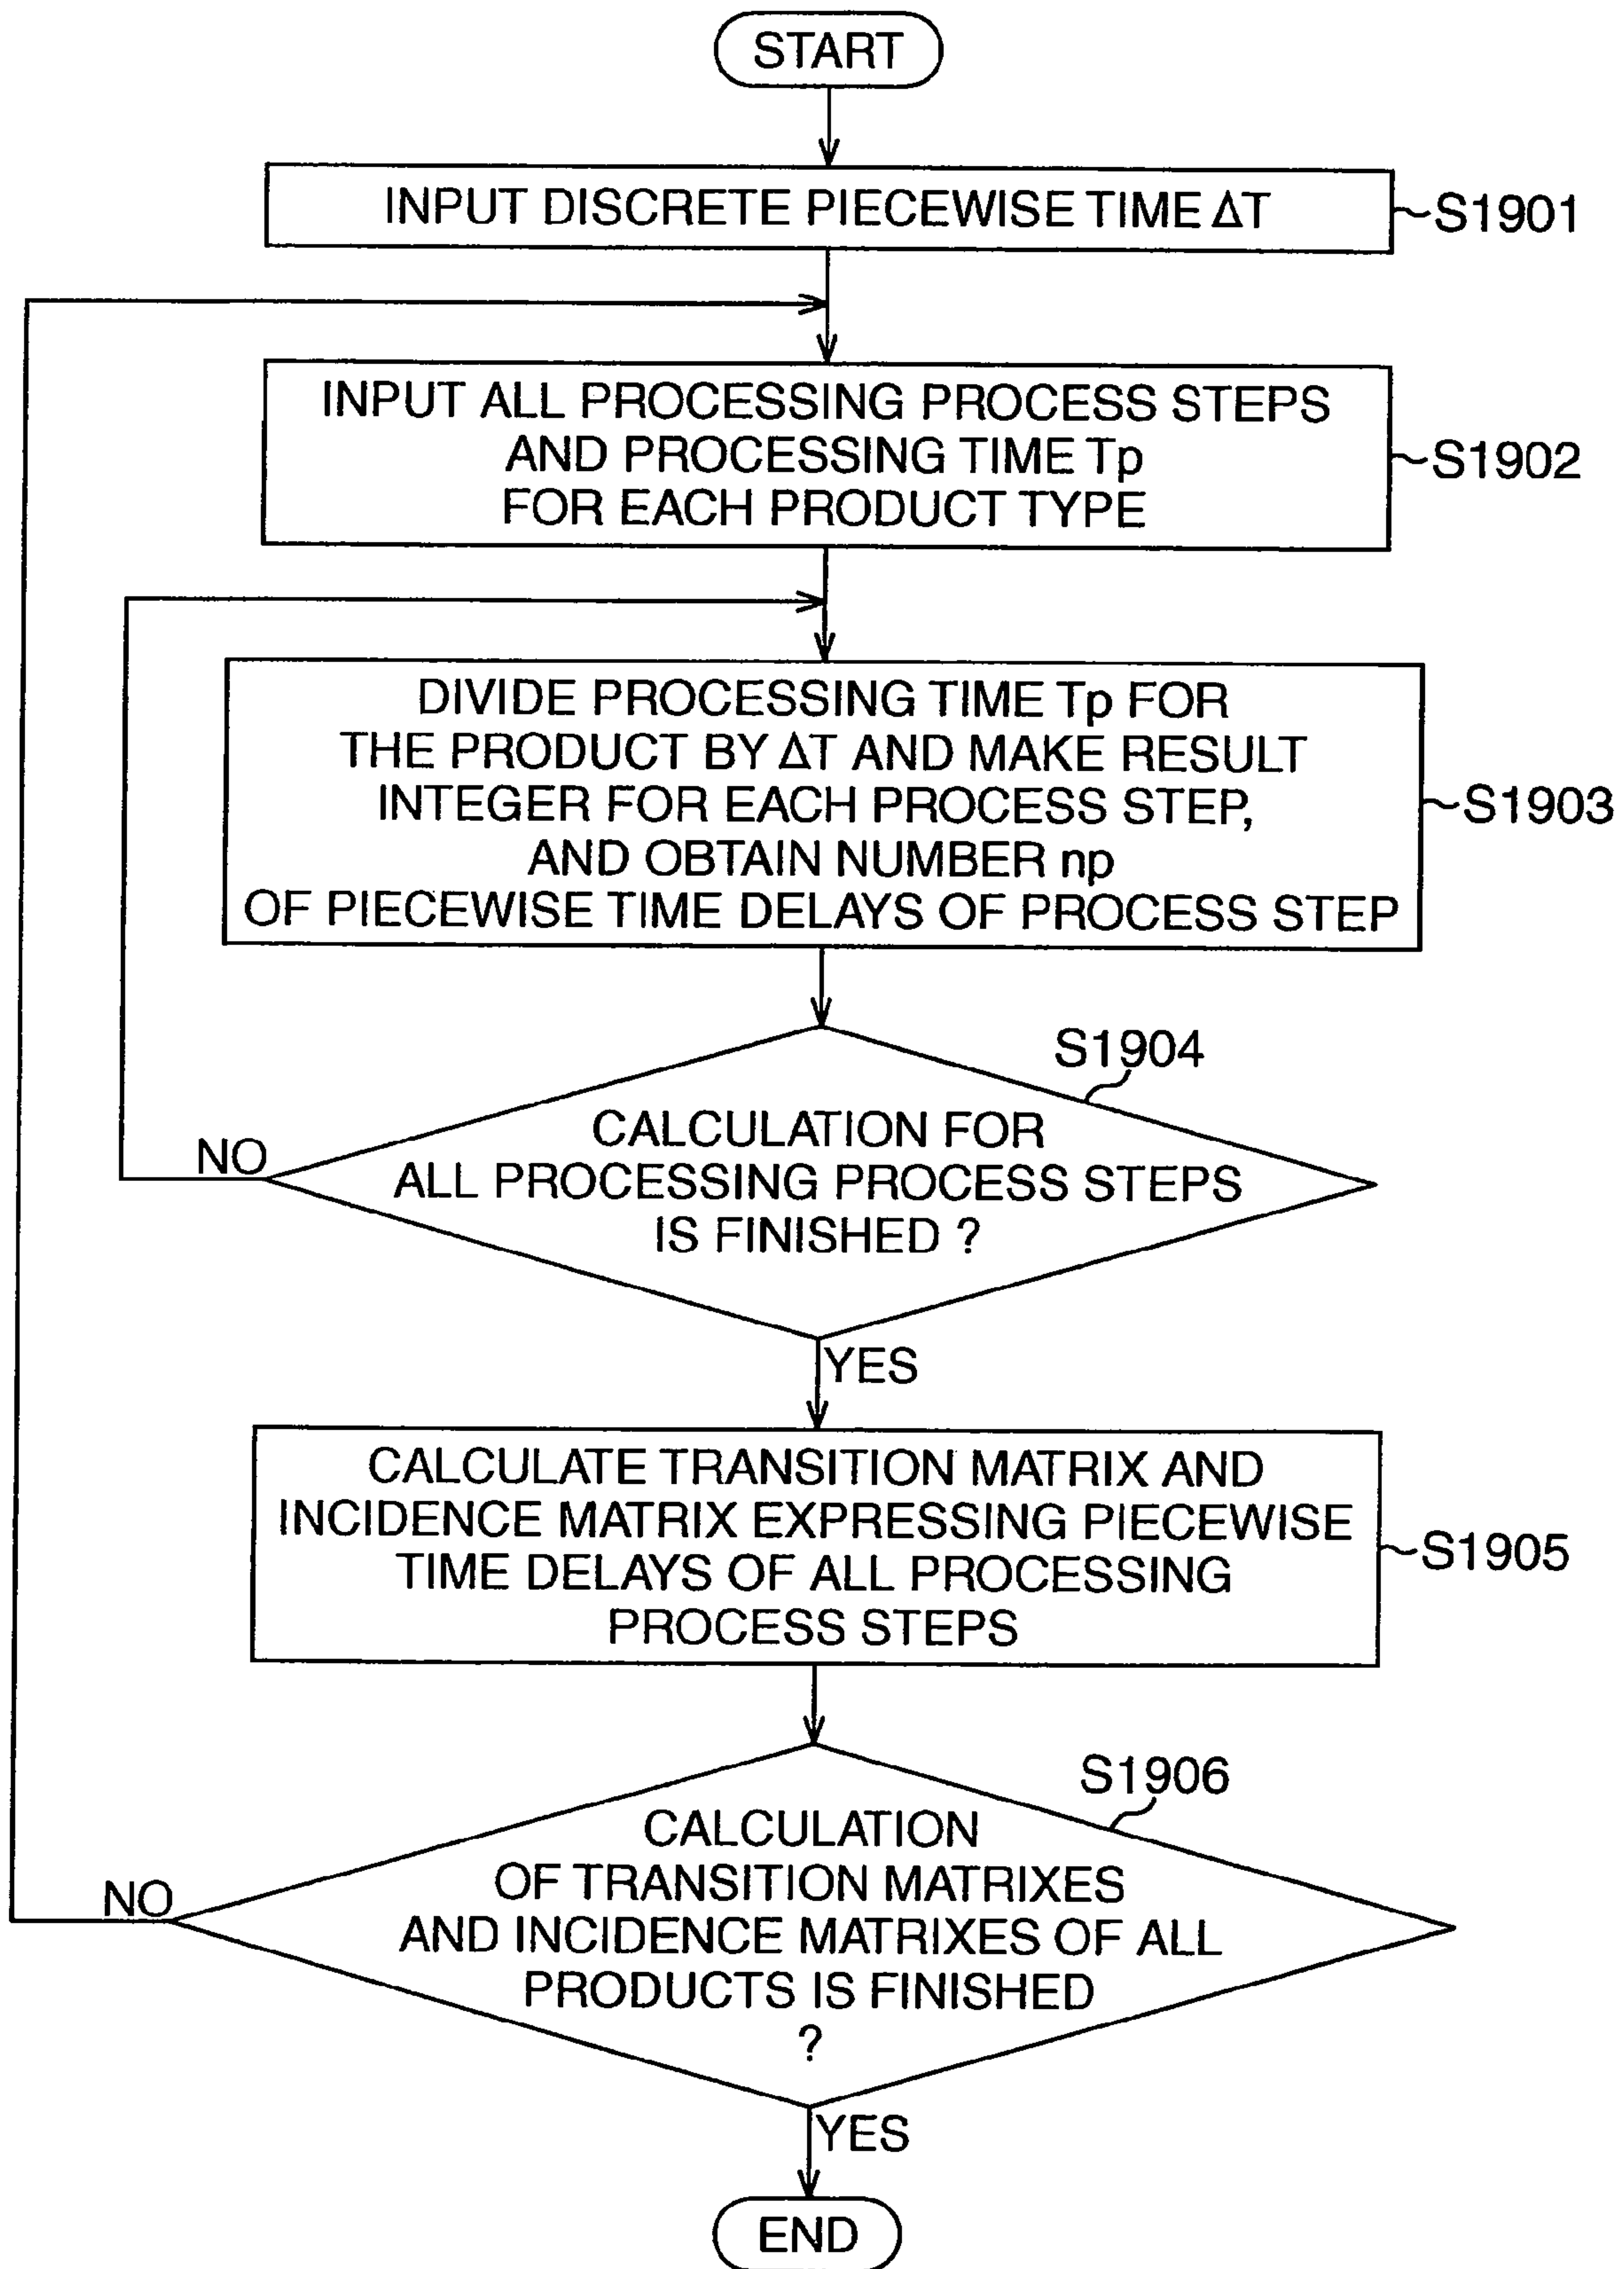 START
INPUT DISCRETE PIECEWISE TIME ΔT
S1901
INPUT ALL PROCESSING PROCESS STEPS
AND PROCESSING TIME Tp
FOR EACH PRODUCT TYPE
S1902
DIVIDE PROCESSING TIME Tp FOR
THE PRODUCT BY ΔT AND MAKE RESULT
INTEGER FOR EACH PROCESS STEP,
AND OBTAIN NUMBER np
OF PIECEWISE TIME DELAYS OF PROCESS STEP
S1903
S1904
CALCULATION FOR
ALL PROCESSING PROCESS STEPS
IS FINISHED ?
NO
YES
CALCULATE TRANSITION MATRIX AND
INCIDENCE MATRIX EXPRESSING PIECEWISE
TIME DELAYS OF ALL PROCESSING
PROCESS STEPS
S1905
S1906
CALCULATION
OF TRANSITION MATRIXES
AND INCIDENCE MATRIXES OF ALL
PRODUCTS IS FINISHED
?
NO
YES
END